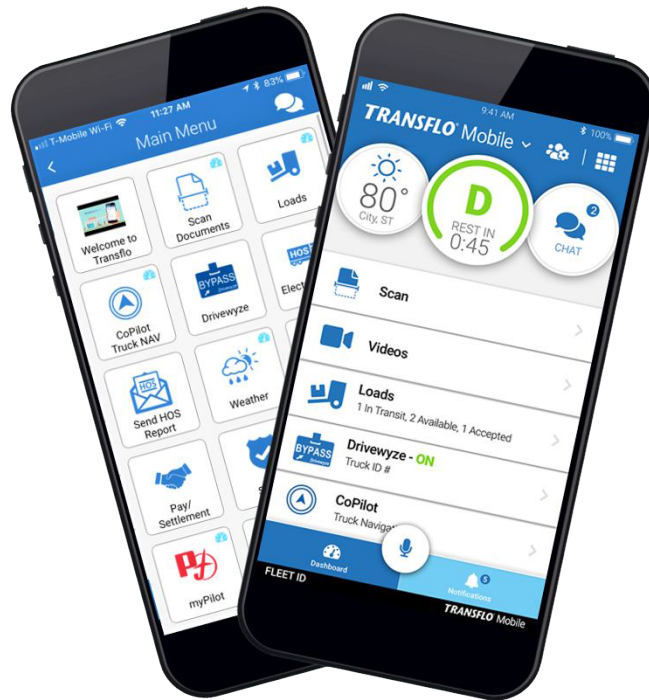 T-Mobile Wi-Fi
11:27 AM
83%
Main Menu
Welcome to
Transflo
Scan
Documents
Loads
CoPilot
Truck NAV
BYPASS
Drivewyze
Drivewyze
HOS
HOS
Send HOS
Report
Weather
Pay/
Settlement
myPilot
9:41 AM
100%
TRANSFLO® Mobile
80°
City, ST
D
REST IN
0:45
2
CHAT
Scan
Videos
Loads
1 In Transit, 2 Available, 1 Accepted
BYPASS
Drivewyze
Drivewyze - ON
Truck ID #
CoPilot
Truck
Dashboard
5
Notifications
FLEET ID
TRANSFLO Mobile